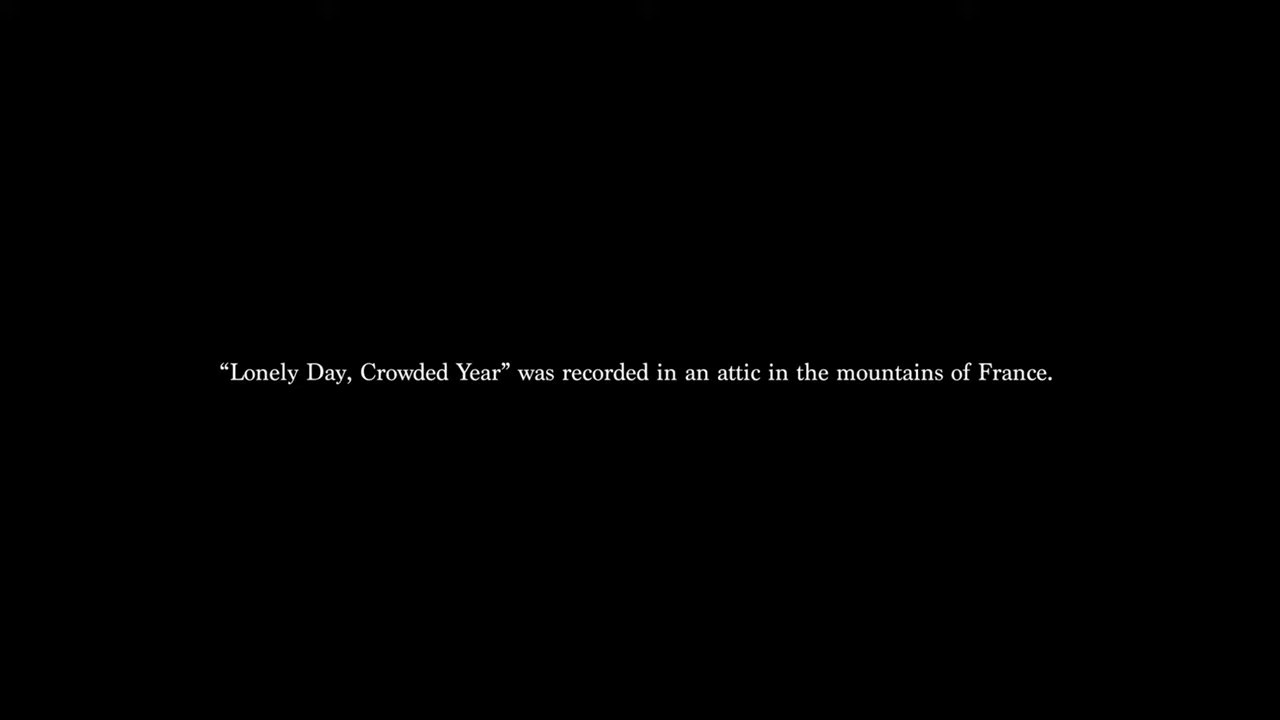 “Lonely Day, Crowded Year” was recorded in an attic in the mountains of France.